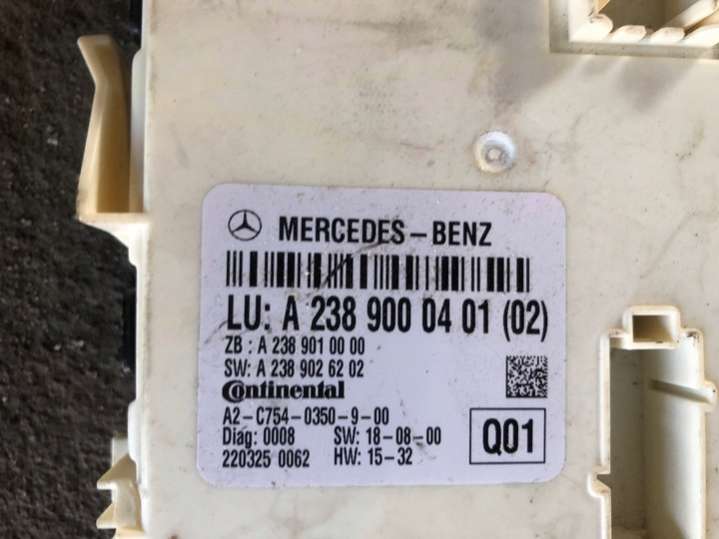 MERCEDES-BENZ
LU: A 238 900 04 01 (02)
ZB : A 238 901 00 00
SW: A 238 902 62 02
Continental
A2-C754-0350-9-00
Diag: 0008 SW: 18-08-00
220325 0062 HW: 15-32
Q01